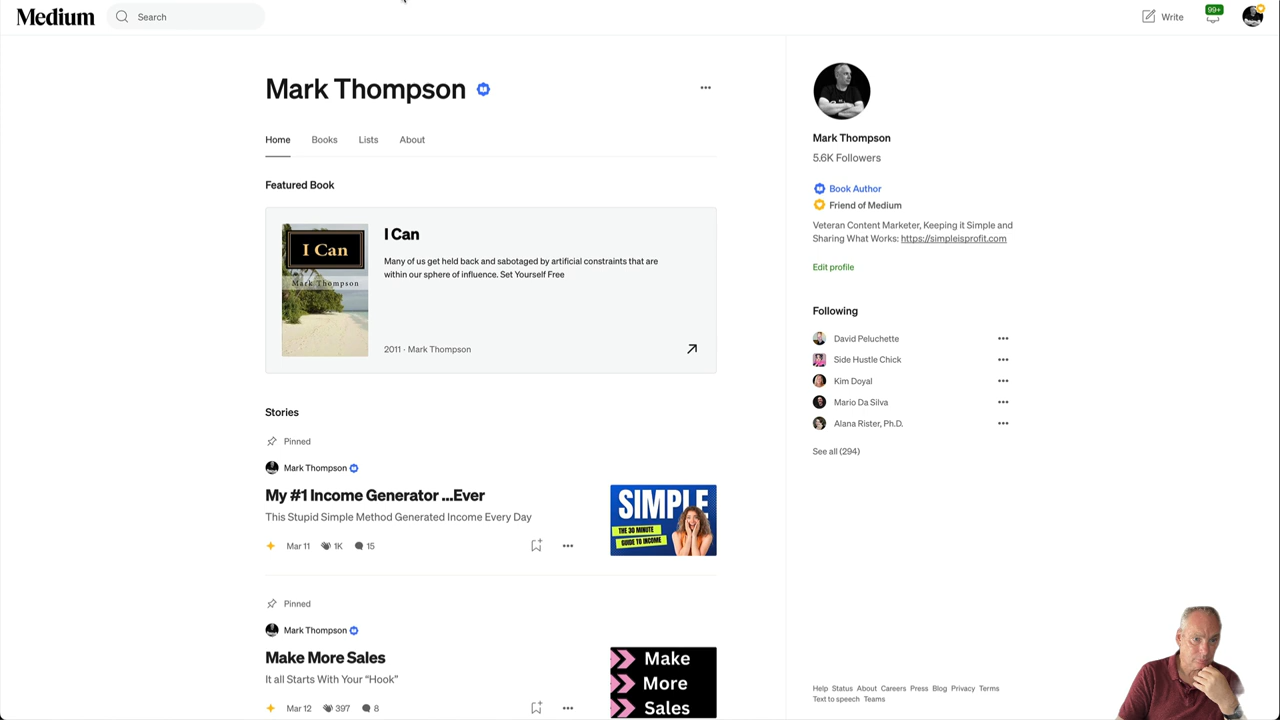 Medium
Search
Write
99+
Mark Thompson
Home Books Lists About
Featured Book
I Can
Mark Thompson
I Can
Many of us get held back and sabotaged by artificial constraints that are
within our sphere of influence. Set Yourself Free
2011 · Mark Thompson
Stories
Pinned
Mark Thompson
My #1 Income Generator ...Ever
This Stupid Simple Method Generated Income Every Day
Mar 11 1K 15
SIMPLE
THE 30 MINUTE
GUIDE TO INCOME
Pinned
Mark Thompson
Make More Sales
It all Starts With Your “Hook”
Mar 12 397 8
Make
More
Sales
Mark Thompson
5.6K Followers
Book Author
Friend of Medium
Veteran Content Marketer, Keeping it Simple and
Sharing What Works: https://simpleisprofit.com
Edit profile
Following
David Peluchette
Side Hustle Chick
Kim Doyal
Mario Da Silva
Alana Rister, Ph.D.
See all (294)
Help Status About Careers Press Blog Privacy Terms
Text to speech Teams